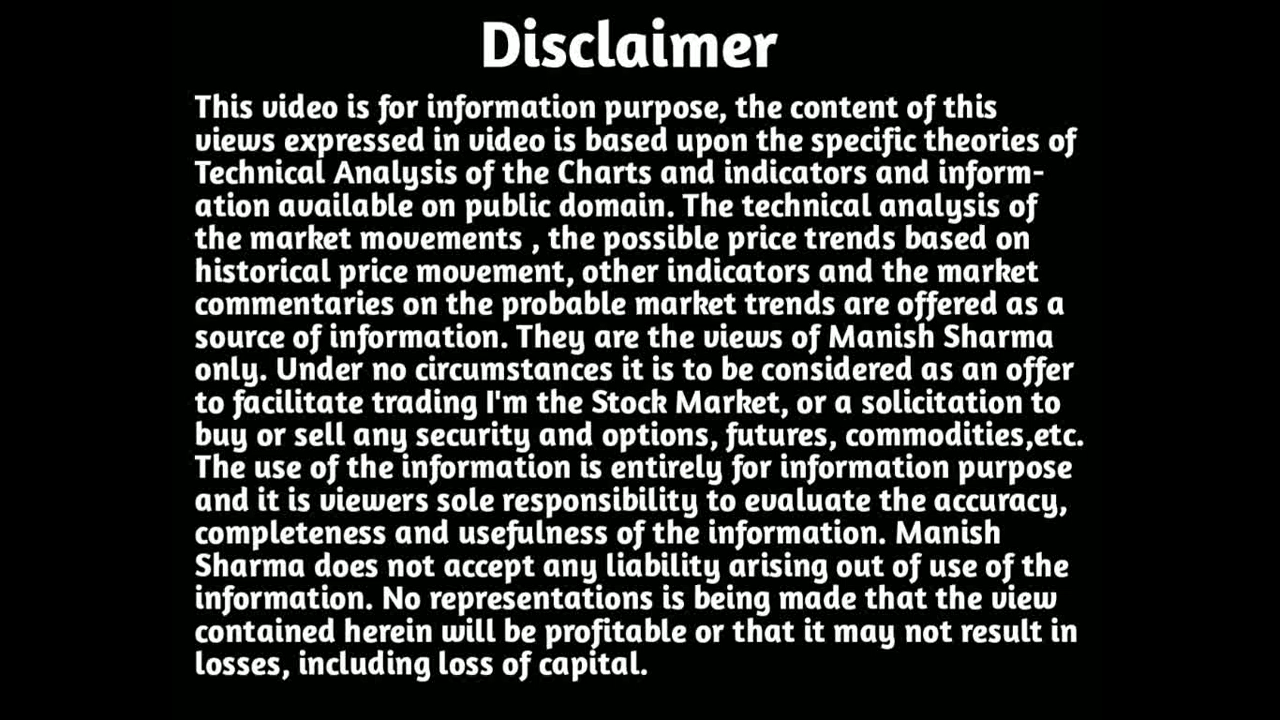 Disclaimer
This video is for information purpose, the content of this
views expressed in video is based upon the specific theories of
Technical Analysis of the Charts and indicators and inform-
ation available on public domain. The technical analysis of
the market movements , the possible price trends based on
historical price movement, other indicators and the market
commentaries on the probable market trends are offered as a
source of information. They are the views of Manish Sharma
only. Under no circumstances it is to be considered as an offer
to facilitate trading I'm the Stock Market, or a solicitation to
buy or sell any security and options, futures, commodities,etc.
The use of the information is entirely for information purpose
and it is viewers sole responsibility to evaluate the accuracy,
completeness and usefulness of the information. Manish
Sharma does not accept any liability arising out of use of the
information. No representations is being made that the view
contained herein will be profitable or that it may not result in
losses, including loss of capital.